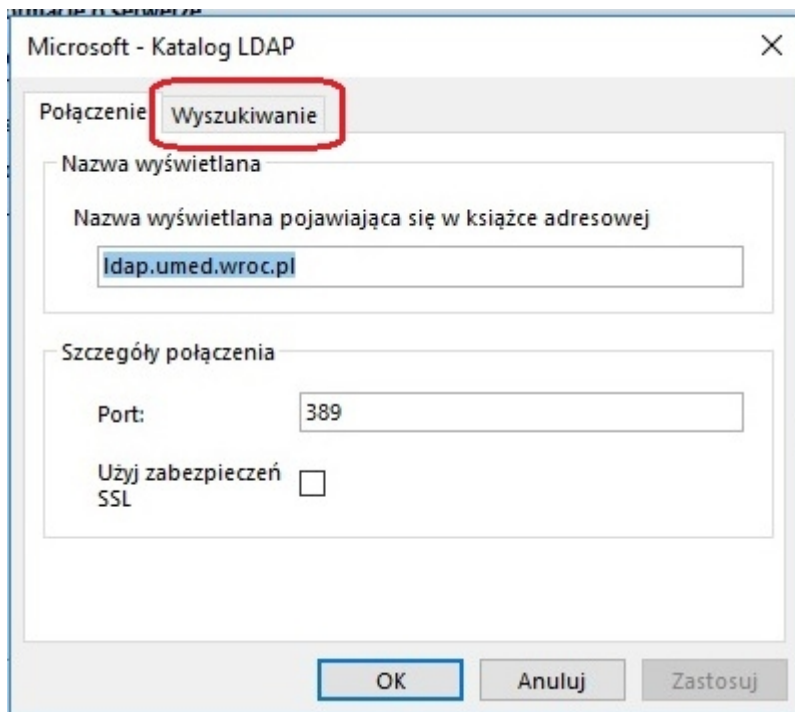 Microsoft - Katalog LDAP
Połączenie
Wyszukiwanie
Nazwa wyświetlana
Nazwa wyświetlana pojawiająca się w książce adresowej
ldap.umed.wroc.pl
Szczegóły połączenia
Port:
389
Użyj zabezpieczeń
SSL
OK
Anuluj
Zastosuj